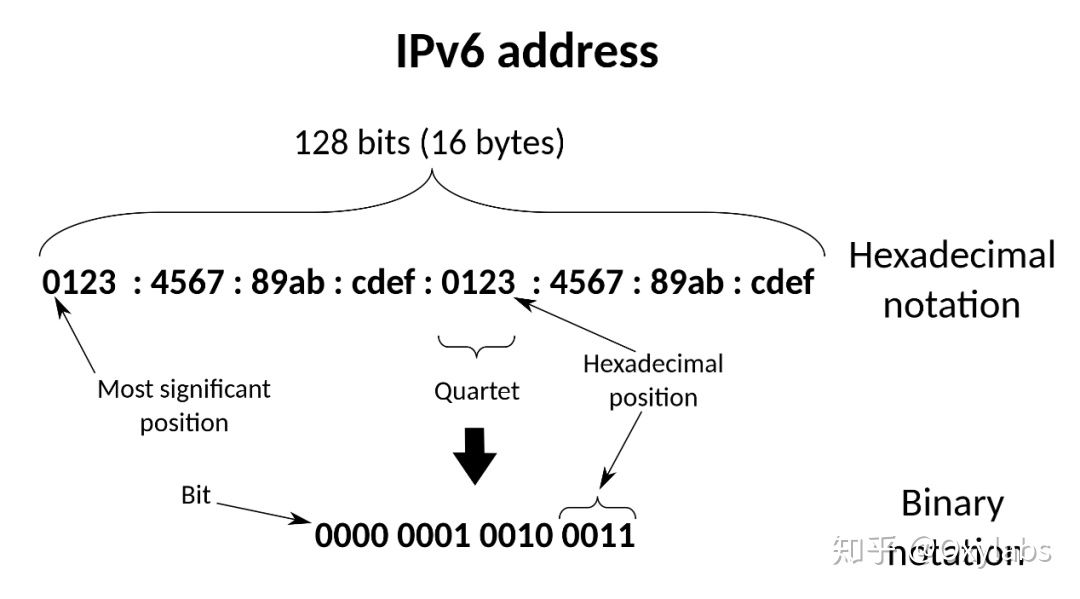 IPv6 address
128 bits (16 bytes)
0123 : 4567 : 89ab : cdef : 0123 : 4567 : 89ab : cdef
Hexadecimal
notation
Most significant
position
Quartet
Hexadecimal
position
Bit
0000 0001 0010 0011
Binary
notation
知乎 @Oxylabs